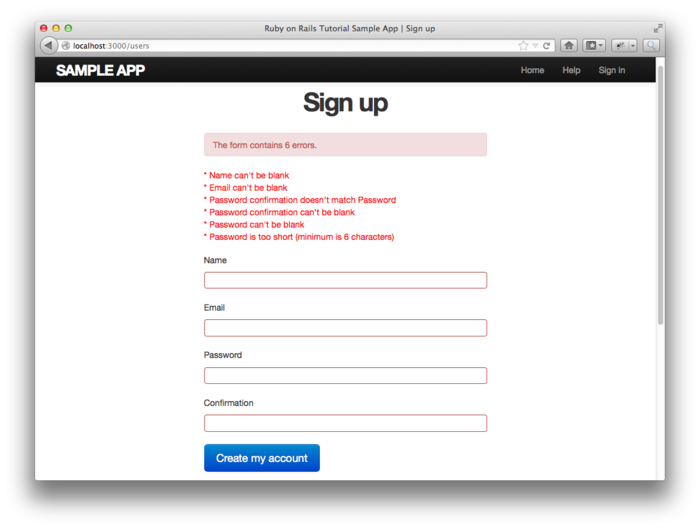 Ruby on Rails Tutorial Sample App | Sign up
localhost:3000/users
SAMPLE APP
Home Help Sign in
Sign up
The form contains 6 errors.
* Name can't be blank
* Email can't be blank
* Password confirmation doesn't match Password
* Password confirmation can't be blank
* Password can't be blank
* Password is too short (minimum is 6 characters)
Name
Email
Password
Confirmation
Create my account